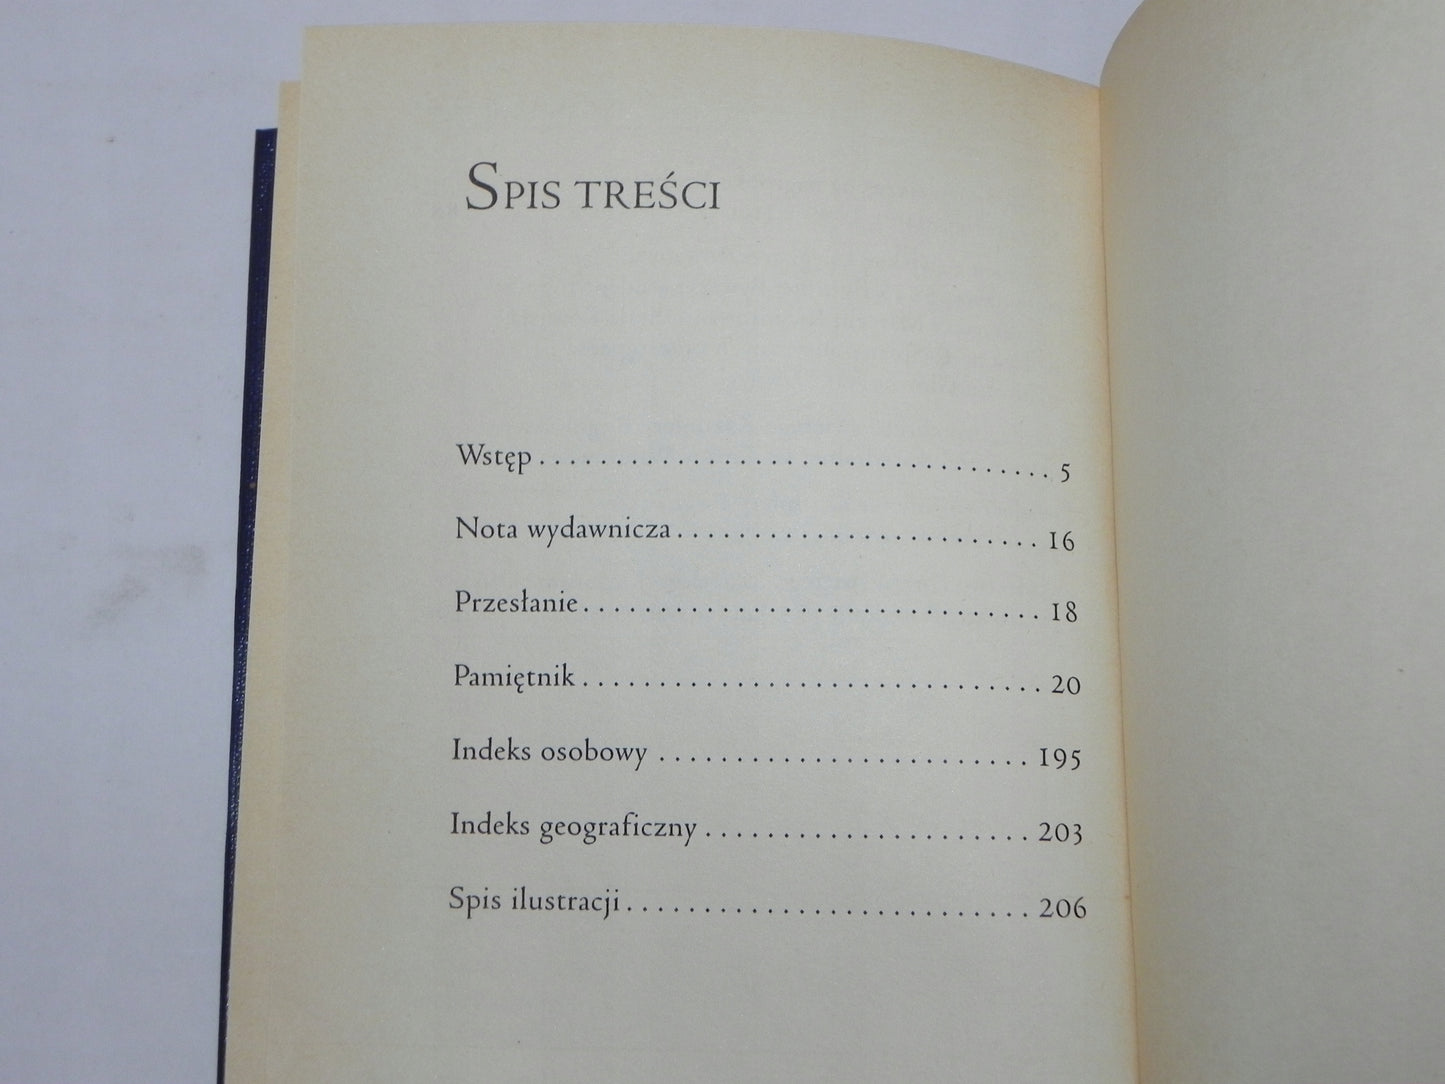 Spis treści
Wstęp . . . . . . . . . . . . . . . . . . . . . . . . . . . . . . . . . . 5
Nota wydawnicza . . . . . . . . . . . . . . . . . . . . . . . . 16
Przesłanie . . . . . . . . . . . . . . . . . . . . . . . . . . . . . . 18
Pamiętnik . . . . . . . . . . . . . . . . . . . . . . . . . . . . . . 20
Indeks osobowy . . . . . . . . . . . . . . . . . . . . . . . . . 195
Indeks geograficzny . . . . . . . . . . . . . . . . . . . . . . 203
Spis ilustracji . . . . . . . . . . . . . . . . . . . . . . . . . . . 206